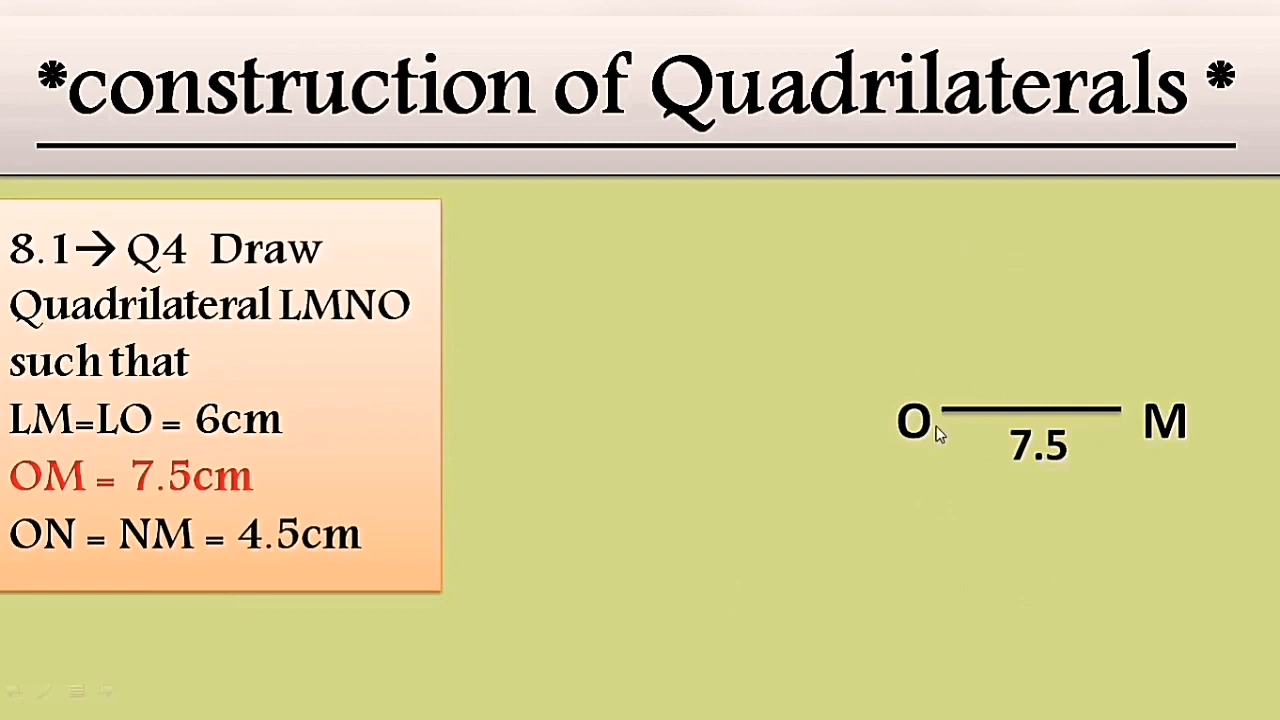 *construction of Quadrilaterals *
8.1→ Q4 Draw
Quadrilateral LMNO
such that
LM=LO = 6cm
OM = 7.5cm
ON = NM = 4.5cm
O M
7.5